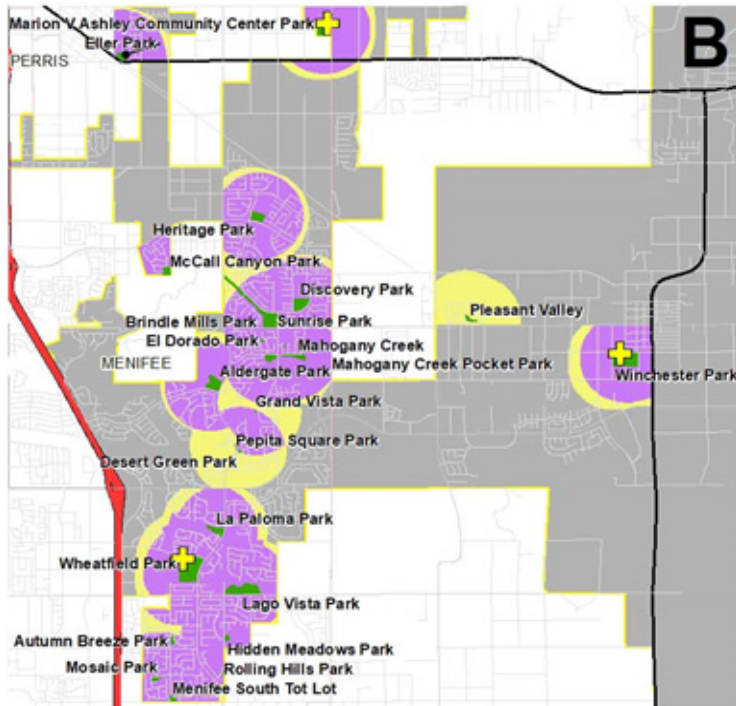 Marion V Ashley Community Center Park
B
Eller Park
PERRIS
Heritage Park
McCall Canyon Park
Discovery Park
Pleasant Valley
Brindle Mills Park
Sunrise Park
El Dorado Park
Mahogany Creek
MENIFEE
Mahogany Creek Pocket Park
Aldergate Park
Winchester Park
Grand Vista Park
Pepita Square Park
Desert Green Park
La Paloma Park
Wheatfield Park
Lago Vista Park
Autumn Breeze Park
Hidden Meadows Park
Mosaic Park
Rolling Hills Park
Menifee South Tot Lot